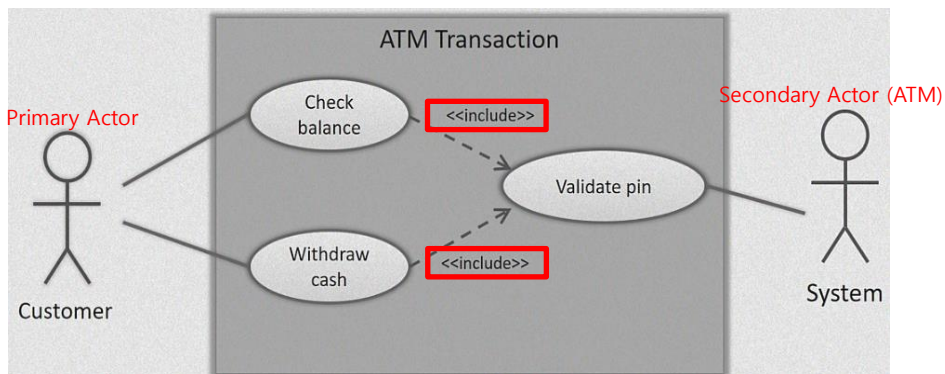 ATM Transaction
Primary Actor
Check
balance
<<include>>
Secondary Actor (ATM)
Validate pin
Withdraw
cash
<<include>>
Customer
System